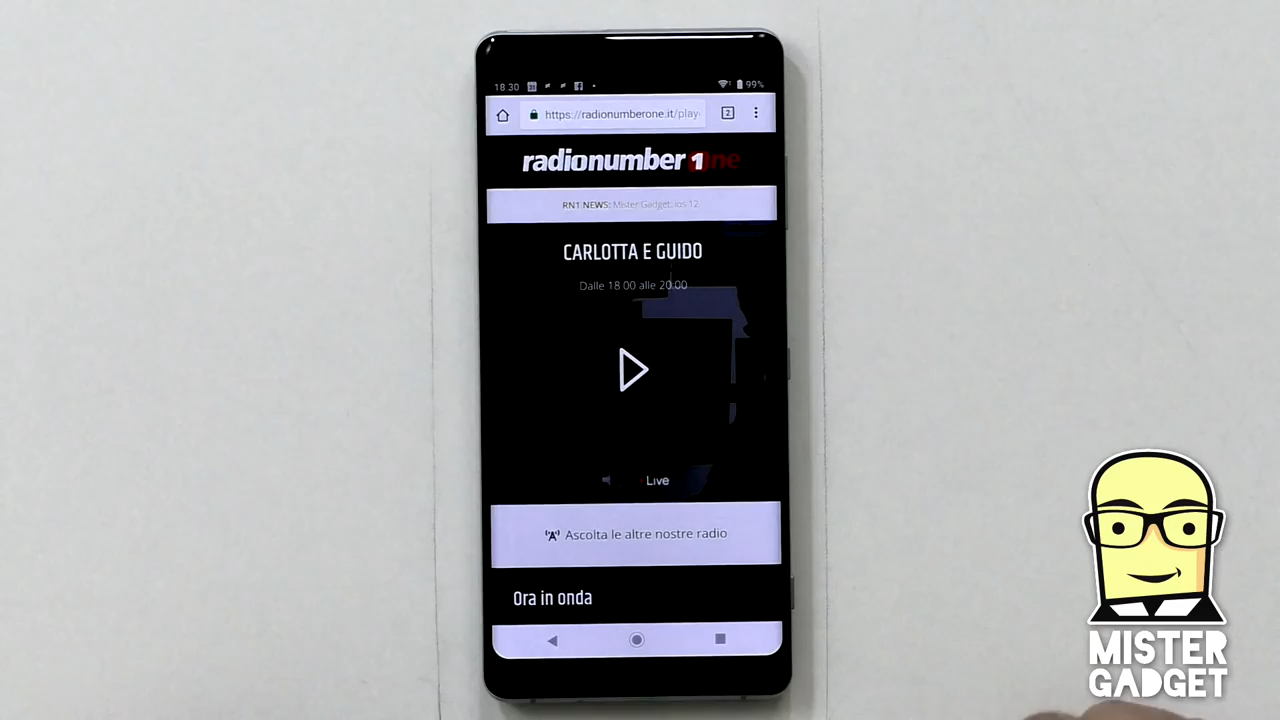 18.30 99%
https://radionumberone.it/play
2
radionumber 1 one
RN1 NEWS: Mister Gadget: ios 12
CARLOTTA E GUIDO
Dalle 18 00 alle 20:00
Live
Ascolta le altre nostre radio
Ora in onda
MISTER
GADGET